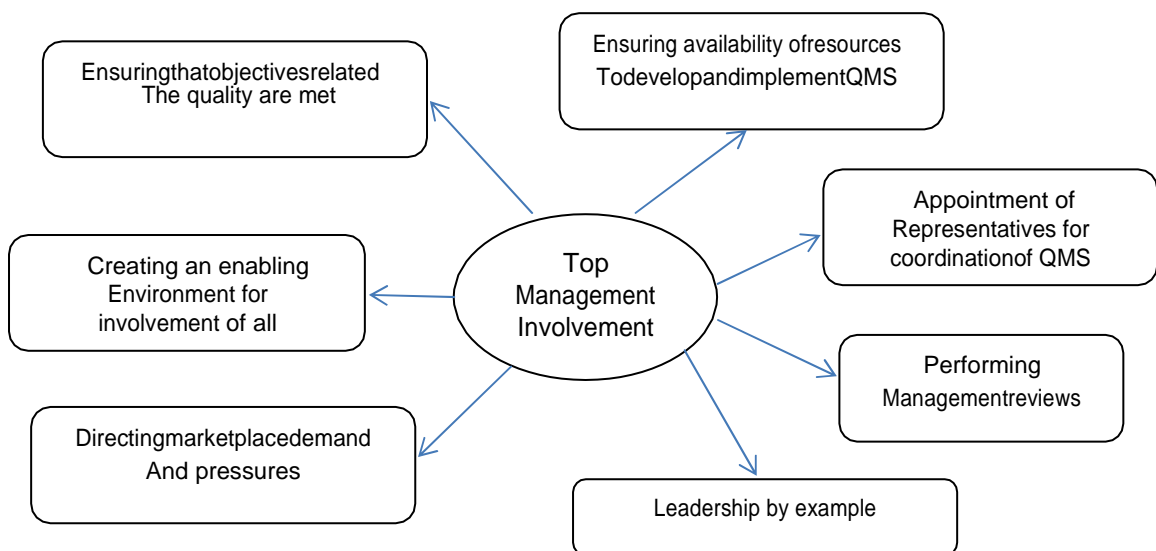 Ensuringthatobjectivesrelated
The quality are met
Ensuring availability ofresources
TodevelopandimplementQMS
Appointment of
Representatives for
coordinationof QMS
Creating an enabling
Environment for
involvement of all
Top
Management
Involvement
Performing
Managementreviews
Directingmarketplacedemand
And pressures
Leadership by example